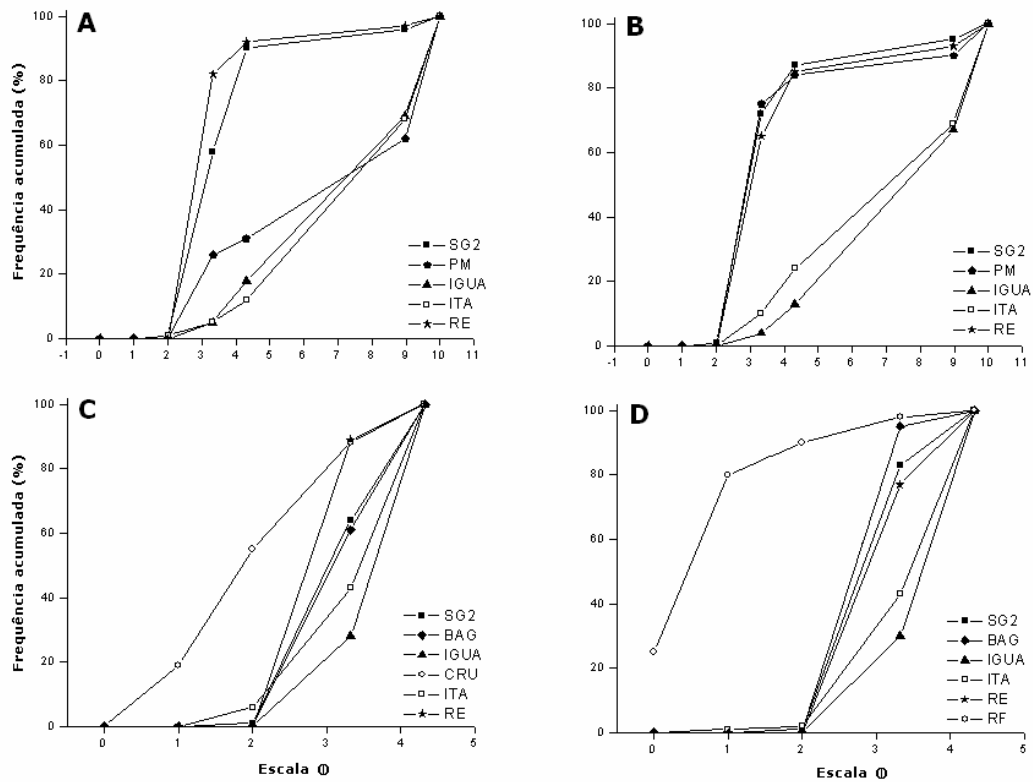 A
Frequência acumulada (%)
100
80
60
40
20
0
-1 0 1 2 3 4 5 6 7 8 9 10 11
SG2
PM
IGUA
ITA
RE
B
100
80
60
40
20
0
-1 0 1 2 3 4 5 6 7 8 9 10 11
SG2
PM
IGUA
ITA
RE
C
Frequência acumulada (%)
100
80
60
40
20
0
0 1 2 3 4 5
Escala φ
SG2
BAG
IGUA
CRU
ITA
RE
D
100
80
60
40
20
0
0 1 2 3 4 5
Escala φ
SG2
BAG
IGUA
ITA
RE
RF